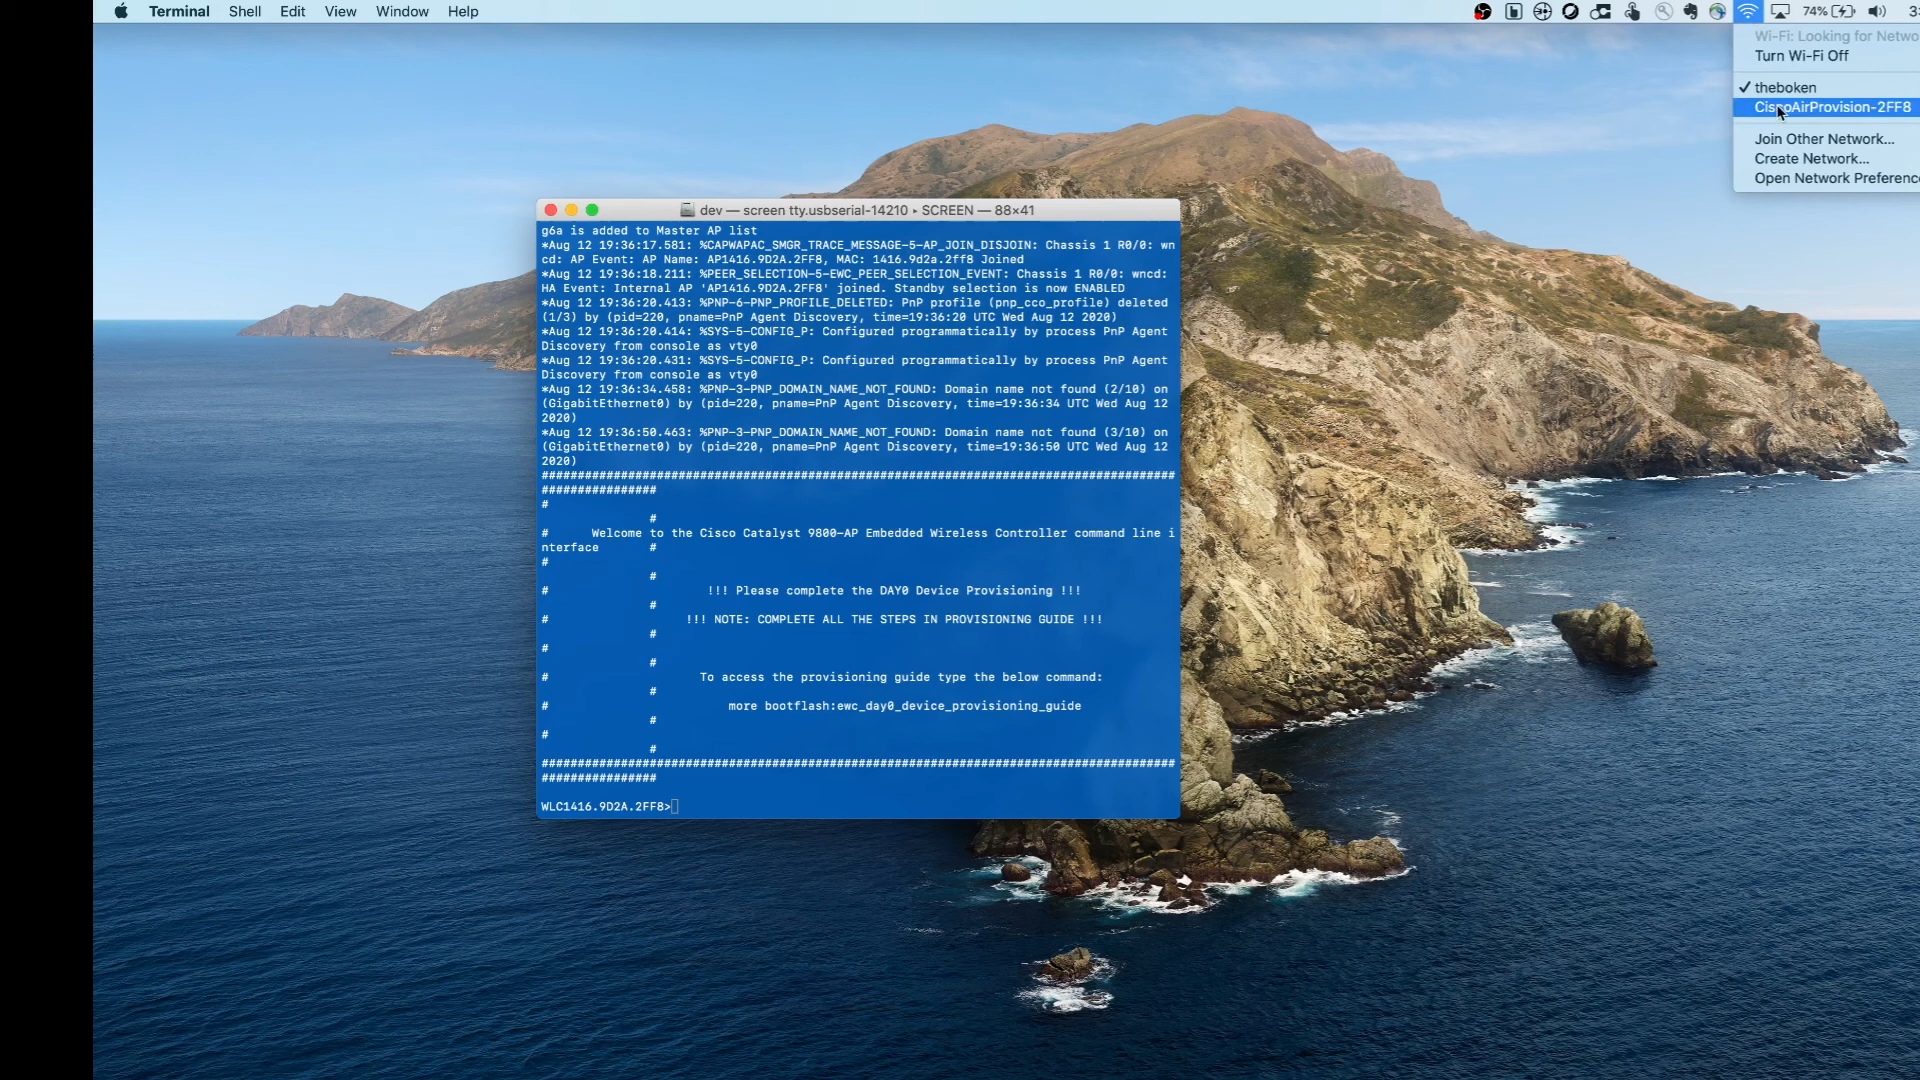 Terminal Shell Edit View Window Help 74%
Wi-Fi: Looking for Netwo
Turn Wi-Fi Off
✓ theboken
CiscoAirProvision-2FF8
Join Other Network...
Create Network...
Open Network Preference
dev — screen tty.usbserial-14210 ▸ SCREEN — 88×41
g6a is added to Master AP list
*Aug 12 19:36:17.581: %CAPWAPAC_SMGR_TRACE_MESSAGE-5-AP_JOIN_DISJOIN: Chassis 1 R0/0: wn
cd: AP Event: AP Name: AP1416.9D2A.2FF8, MAC: 1416.9d2a.2ff8 Joined
*Aug 12 19:36:18.211: %PEER_SELECTION-5-EWC_PEER_SELECTION_EVENT: Chassis 1 R0/0: wncd:
HA Event: Internal AP 'AP1416.9D2A.2FF8' joined. Standby selection is now ENABLED
*Aug 12 19:36:20.413: %PNP-6-PNP_PROFILE_DELETED: PnP profile (pnp_cco_profile) deleted
(1/3) by (pid=220, pname=PnP Agent Discovery, time=19:36:20 UTC Wed Aug 12 2020)
*Aug 12 19:36:20.414: %SYS-5-CONFIG_P: Configured programmatically by process PnP Agent
Discovery from console as vty0
*Aug 12 19:36:20.431: %SYS-5-CONFIG_P: Configured programmatically by process PnP Agent
Discovery from console as vty0
*Aug 12 19:36:34.458: %PNP-3-PNP_DOMAIN_NAME_NOT_FOUND: Domain name not found (2/10) on
(GigabitEthernet0) by (pid=220, pname=PnP Agent Discovery, time=19:36:34 UTC Wed Aug 12
2020)
*Aug 12 19:36:50.463: %PNP-3-PNP_DOMAIN_NAME_NOT_FOUND: Domain name not found (3/10) on
(GigabitEthernet0) by (pid=220, pname=PnP Agent Discovery, time=19:36:50 UTC Wed Aug 12
2020)
########################################################################################
################
#
#
# Welcome to the Cisco Catalyst 9800-AP Embedded Wireless Controller command line i
nterface #
#
#
# !!! Please complete the DAY0 Device Provisioning !!!
#
# !!! NOTE: COMPLETE ALL THE STEPS IN PROVISIONING GUIDE !!!
#
#
#
# To access the provisioning guide type the below command:
#
# more bootflash:ewc_day0_device_provisioning_guide
#
#
#
########################################################################################
################
WLC1416.9D2A.2FF8>